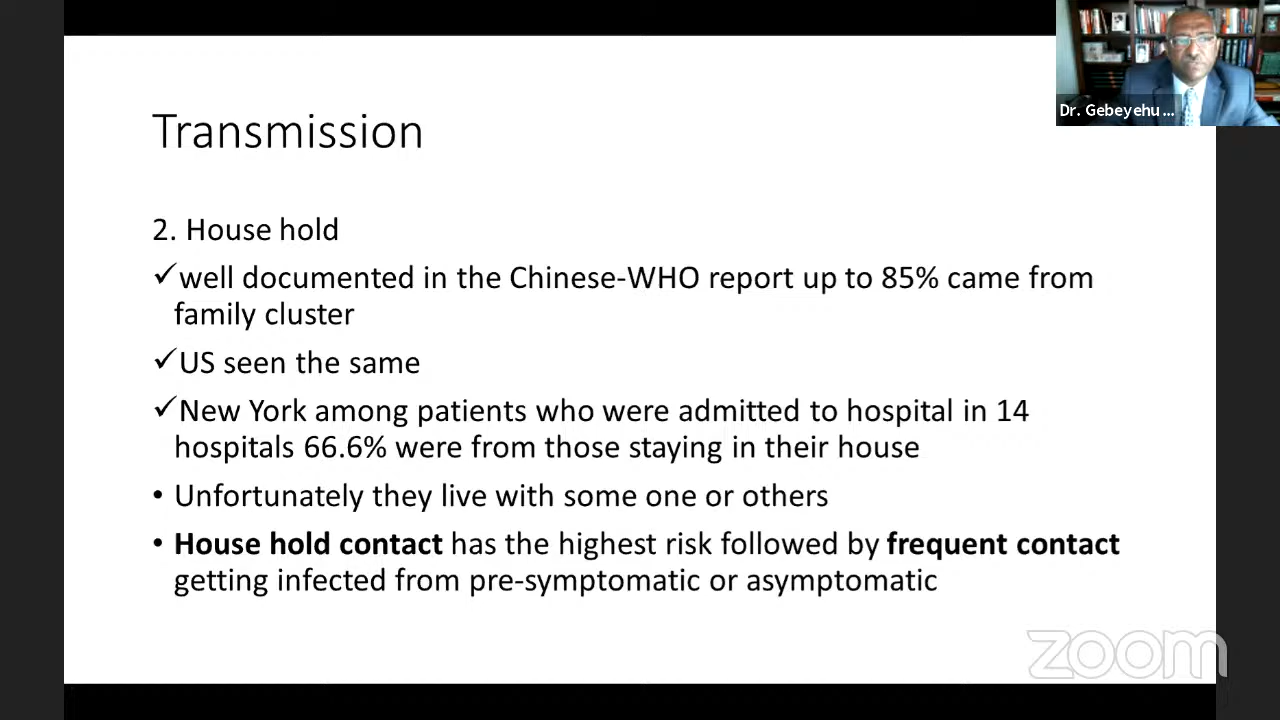 Dr. Gebeyehu ...
Transmission
2. House hold
✓well documented in the Chinese-WHO report up to 85% came from
family cluster
✓US seen the same
✓New York among patients who were admitted to hospital in 14
hospitals 66.6% were from those staying in their house
• Unfortunately they live with some one or others
• House hold contact has the highest risk followed by frequent contact
getting infected from pre-symptomatic or asymptomatic
zoom